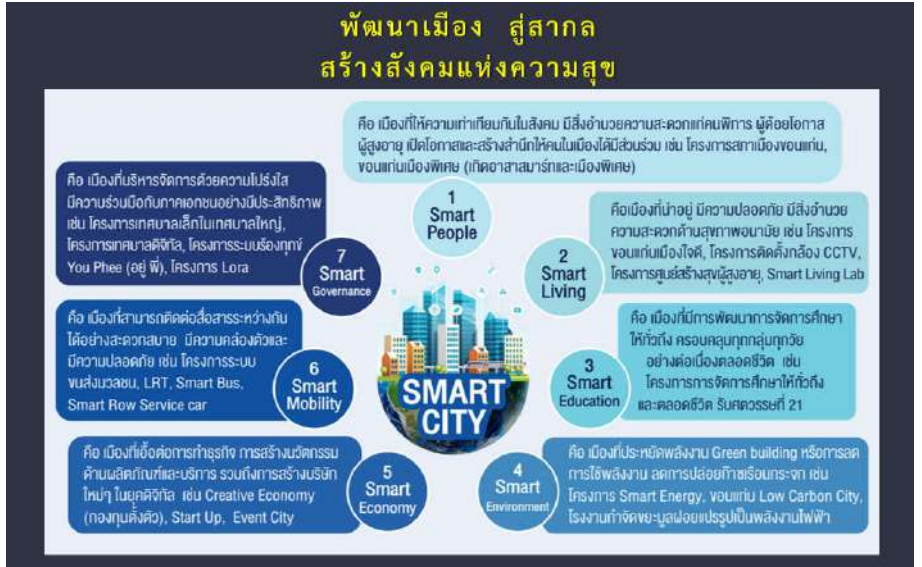 พัฒนาเมือง สู่สากล
สร้างสังคมแห่งความสุข
คือ เมืองที่ให้ความเท่าเทียมกันในสังคม มีสิ่งอำนวยความสะดวกแก่คนพิการ ผู้ด้อยโอกาส
ผู้สูงอายุ เปิดโอกาสและสร้างสำนึกให้คนในเมืองได้มีส่วนร่วม เช่น โครงการสภาเมืองขอนแก่น,
ขอนแก่นเมืองพิเศษ (เกิดอาสาสมาร์ทและเมืองพิเศษ)
1
Smart
People
คือเมืองที่น่าอยู่ มีความปลอดภัย มีสิ่งอำนวย
ความสะดวกด้านสุขภาพอนามัย เช่น โครงการ
ขอนแก่นเมืองใจดี, โครงการติดตั้งกล้อง CCTV,
โครงการศูนย์สร้างสุขผู้สูงอายุ, Smart Living Lab
2
Smart
Living
คือ เมืองที่มีการพัฒนาการจัดการศึกษา
ให้ทั่วถึง ครอบคลุมทุกกลุ่มทุกวัย
อย่างต่อเนื่องตลอดชีวิต เช่น
โครงการการจัดการศึกษาให้ทั่วถึง
และตลอดชีวิต รับศตวรรษที่ 21
3
Smart
Education
คือ เมืองที่ประหยัดพลังงาน Green building หรือการลด
การใช้พลังงาน ลดการปล่อยก๊าซเรือนกระจก เช่น
โครงการ Smart Energy, ขอนแก่น Low Carbon City,
โรงงานกำจัดขยะมูลฝอยแปรรูปเป็นพลังงานไฟฟ้า
4
Smart
Environment
คือ เมืองที่เอื้อต่อการทำธุรกิจ การสร้างนวัตกรรม
ด้านผลิตภัณฑ์และบริการ รวมถึงการสร้างบริษัท
ใหม่ๆ ในยุคดิจิทัล เช่น Creative Economy
(กองทุนตั้งตัว), Start Up, Event City
5
Smart
Economy
คือ เมืองที่สามารถติดต่อสื่อสารระหว่างกัน
ได้อย่างสะดวกสบาย มีความคล่องตัวและ
มีความปลอดภัย เช่น โครงการระบบ
ขนส่งมวลชน, LRT, Smart Bus,
Smart Row Service car
6
Smart
Mobility
คือ เมืองที่บริหารจัดการด้วยความโปร่งใส
มีความร่วมมือกับภาคเอกชนอย่างมีประสิทธิภาพ
เช่น โครงการเทศบาลเล็กในเทศบาลใหญ่,
โครงการเทศบาลดิจิทัล, โครงการระบบร้องทุกข์
You Phee (อยู่ พี่), โครงการ Lora
7
Smart
Governance
SMART
CITY